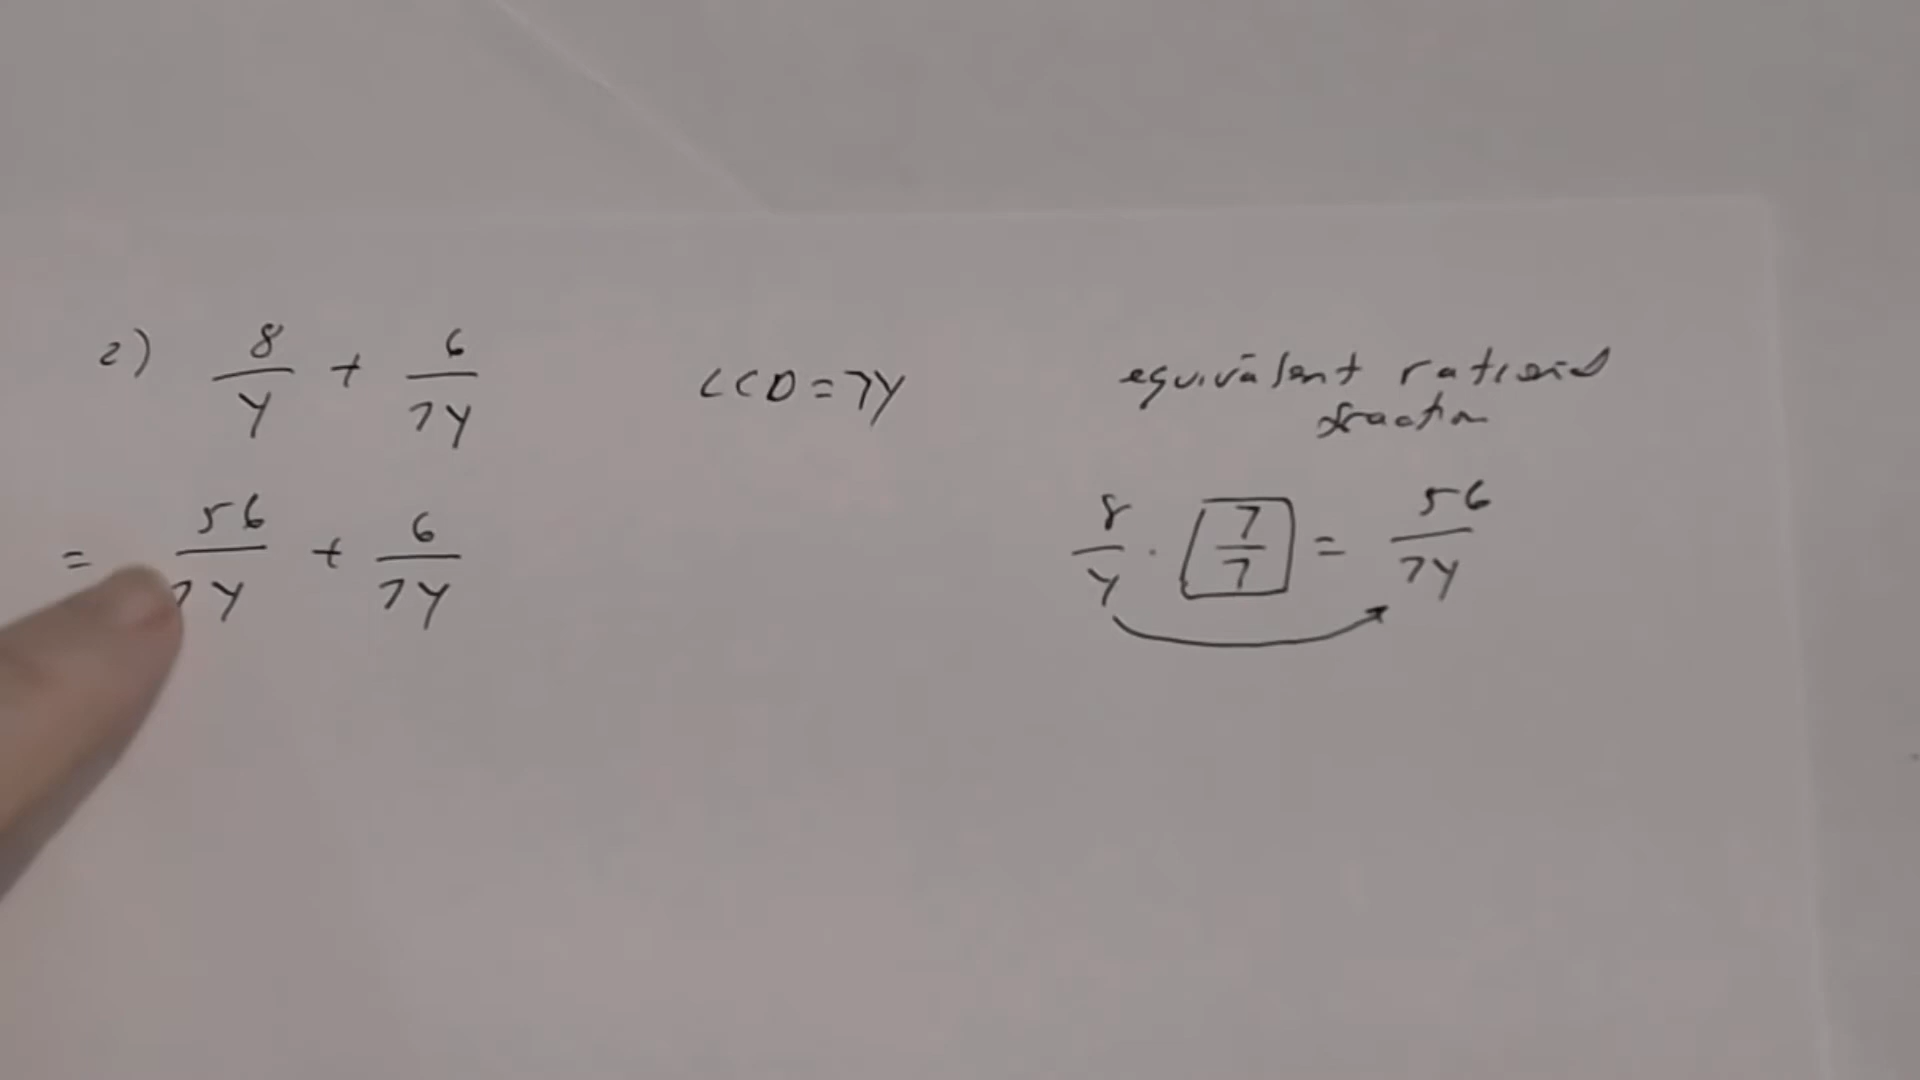 2) 8/y + 6/7y LCD=7y equivalent rational
fraction
= 56/7y + 6/7y 8/y · 7/7 = 56/7y